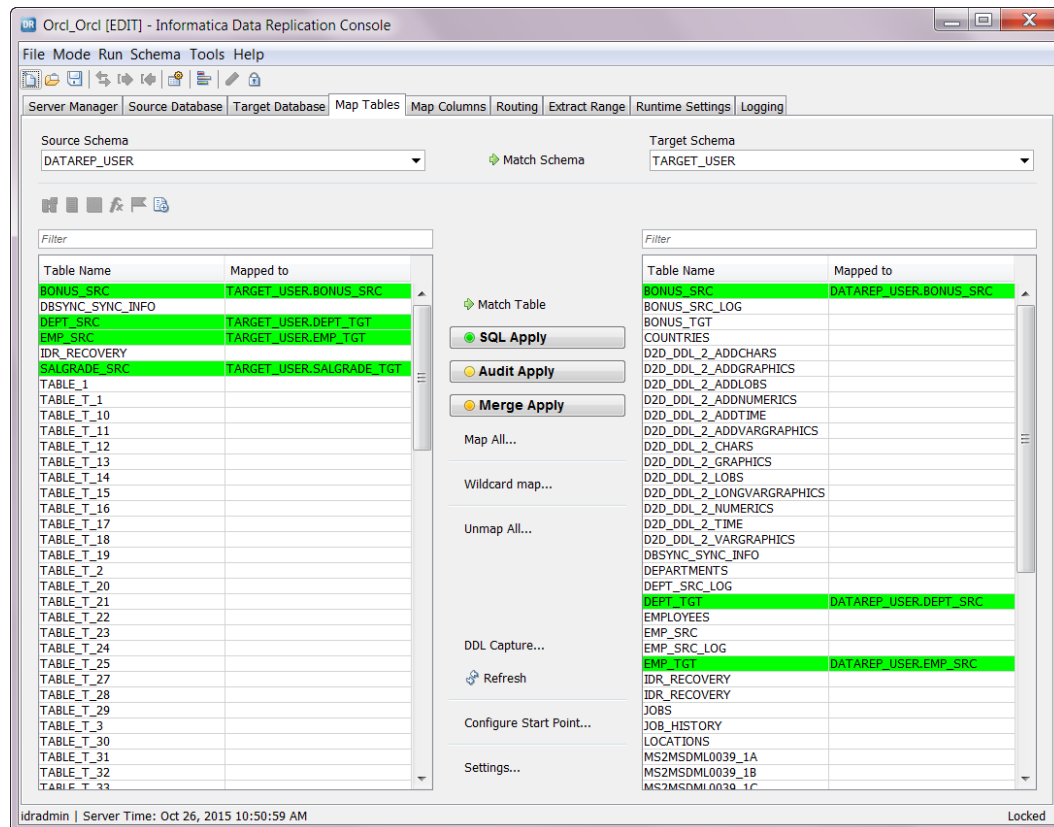 DR Orcl_Orcl [EDIT] - Informatica Data Replication Console
File Mode Run Schema Tools Help
Server Manager Source Database Target Database Map Tables Map Columns Routing Extract Range Runtime Settings Logging
Source Schema
DATAREP_USER
Match Schema
Target Schema
TARGET_USER
fx
Filter
Table Name Mapped to
BONUS_SRC TARGET_USER.BONUS_SRC
DBSYNC_SYNC_INFO
DEPT_SRC TARGET_USER.DEPT_TGT
EMP_SRC TARGET_USER.EMP_TGT
IDR_RECOVERY
SALGRADE_SRC TARGET_USER.SALGRADE_TGT
TABLE_1
TABLE_T_1
TABLE_T_10
TABLE_T_11
TABLE_T_12
TABLE_T_13
TABLE_T_14
TABLE_T_15
TABLE_T_16
TABLE_T_17
TABLE_T_18
TABLE_T_19
TABLE_T_2
TABLE_T_20
TABLE_T_21
TABLE_T_22
TABLE_T_23
TABLE_T_24
TABLE_T_25
TABLE_T_27
TABLE_T_28
TABLE_T_29
TABLE_T_3
TABLE_T_30
TABLE_T_31
TABLE_T_32
TABLE_T_33
Match Table
SQL Apply
Audit Apply
Merge Apply
Map All...
Wildcard map...
Unmap All...
DDL Capture...
Refresh
Configure Start Point...
Settings...
Filter
Table Name Mapped to
BONUS_SRC DATAREP_USER.BONUS_SRC
BONUS_SRC_LOG
BONUS_TGT
COUNTRIES
D2D_DDL_2_ADDCHARS
D2D_DDL_2_ADDGRAPHICS
D2D_DDL_2_ADDLOBS
D2D_DDL_2_ADDNUMERICS
D2D_DDL_2_ADDTIME
D2D_DDL_2_ADDVARGRAPHICS
D2D_DDL_2_CHARS
D2D_DDL_2_GRAPHICS
D2D_DDL_2_LOBS
D2D_DDL_2_LONGVARGRAPHICS
D2D_DDL_2_NUMERICS
D2D_DDL_2_TIME
D2D_DDL_2_VARGRAPHICS
DBSYNC_SYNC_INFO
DEPARTMENTS
DEPT_SRC_LOG
DEPT_TGT DATAREP_USER.DEPT_SRC
EMPLOYEES
EMP_SRC
EMP_SRC_LOG
EMP_TGT DATAREP_USER.EMP_SRC
IDR_RECOVERY
IDR_RECOVERY
JOBS
JOB_HISTORY
LOCATIONS
MS2MSDML0039_1A
MS2MSDML0039_1B
MS2MSDML0039_1C
idradmin | Server Time: Oct 26, 2015 10:50:59 AM
Locked